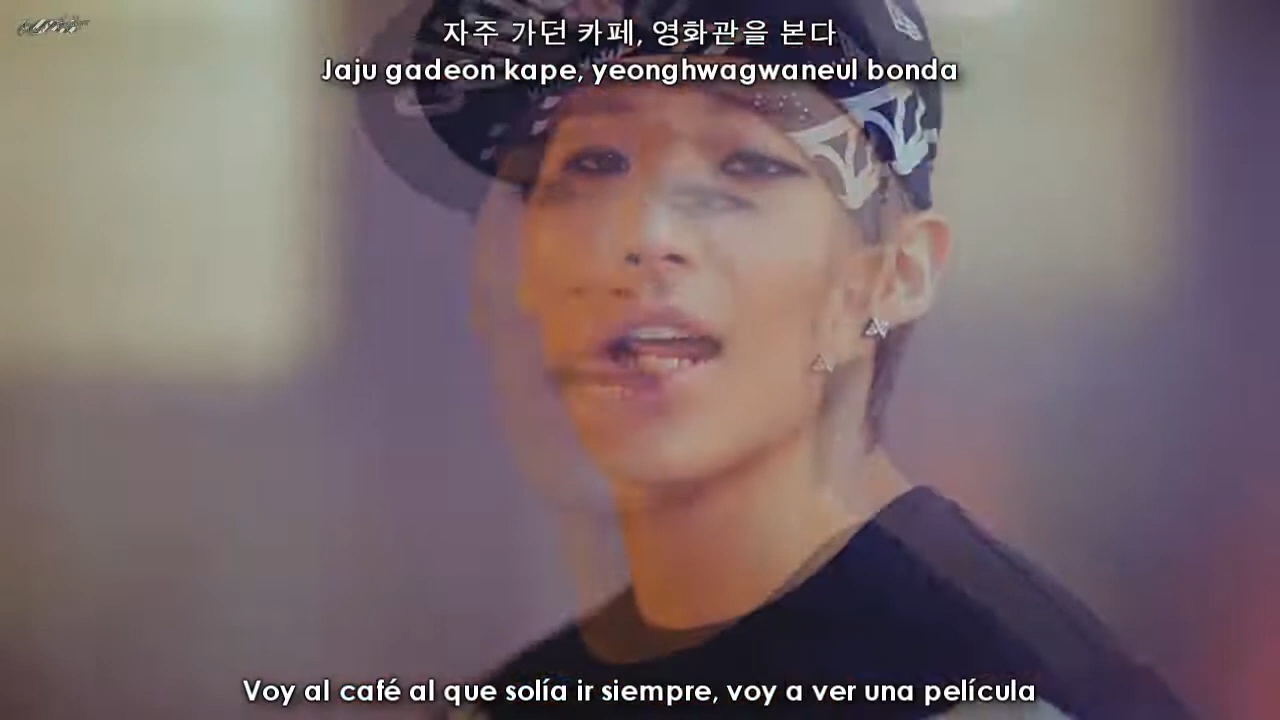 자주 가던 카페, 영화관을 본다
Jaju gadeon kape, yeonghwagwaneul bonda
Voy al café al que solía ir siempre, voy a ver una película